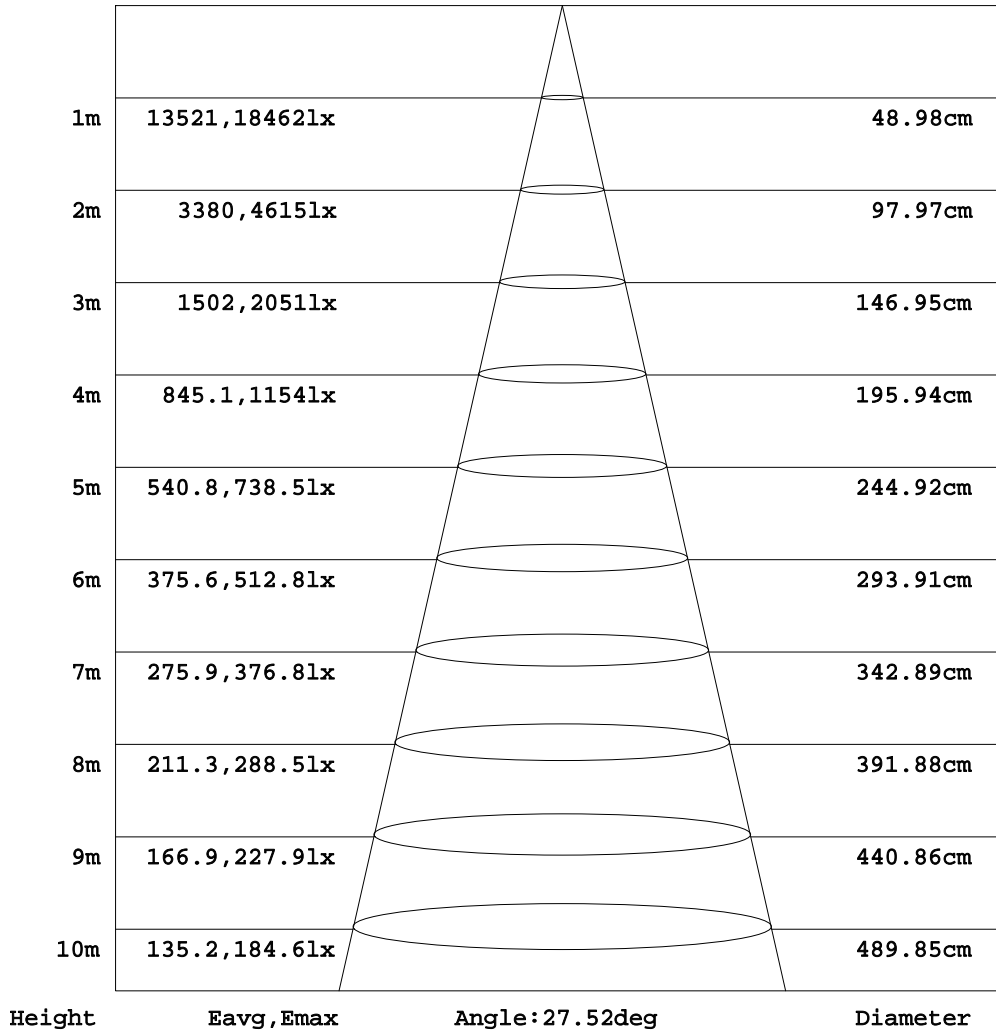 1m 13521,18462lx 48.98cm
2m 3380,4615lx 97.97cm
3m 1502,2051lx 146.95cm
4m 845.1,1154lx 195.94cm
5m 540.8,738.5lx 244.92cm
6m 375.6,512.8lx 293.91cm
7m 275.9,376.8lx 342.89cm
8m 211.3,288.5lx 391.88cm
9m 166.9,227.9lx 440.86cm
10m 135.2,184.6lx 489.85cm
Height Eavg,Emax Angle:27.52deg Diameter